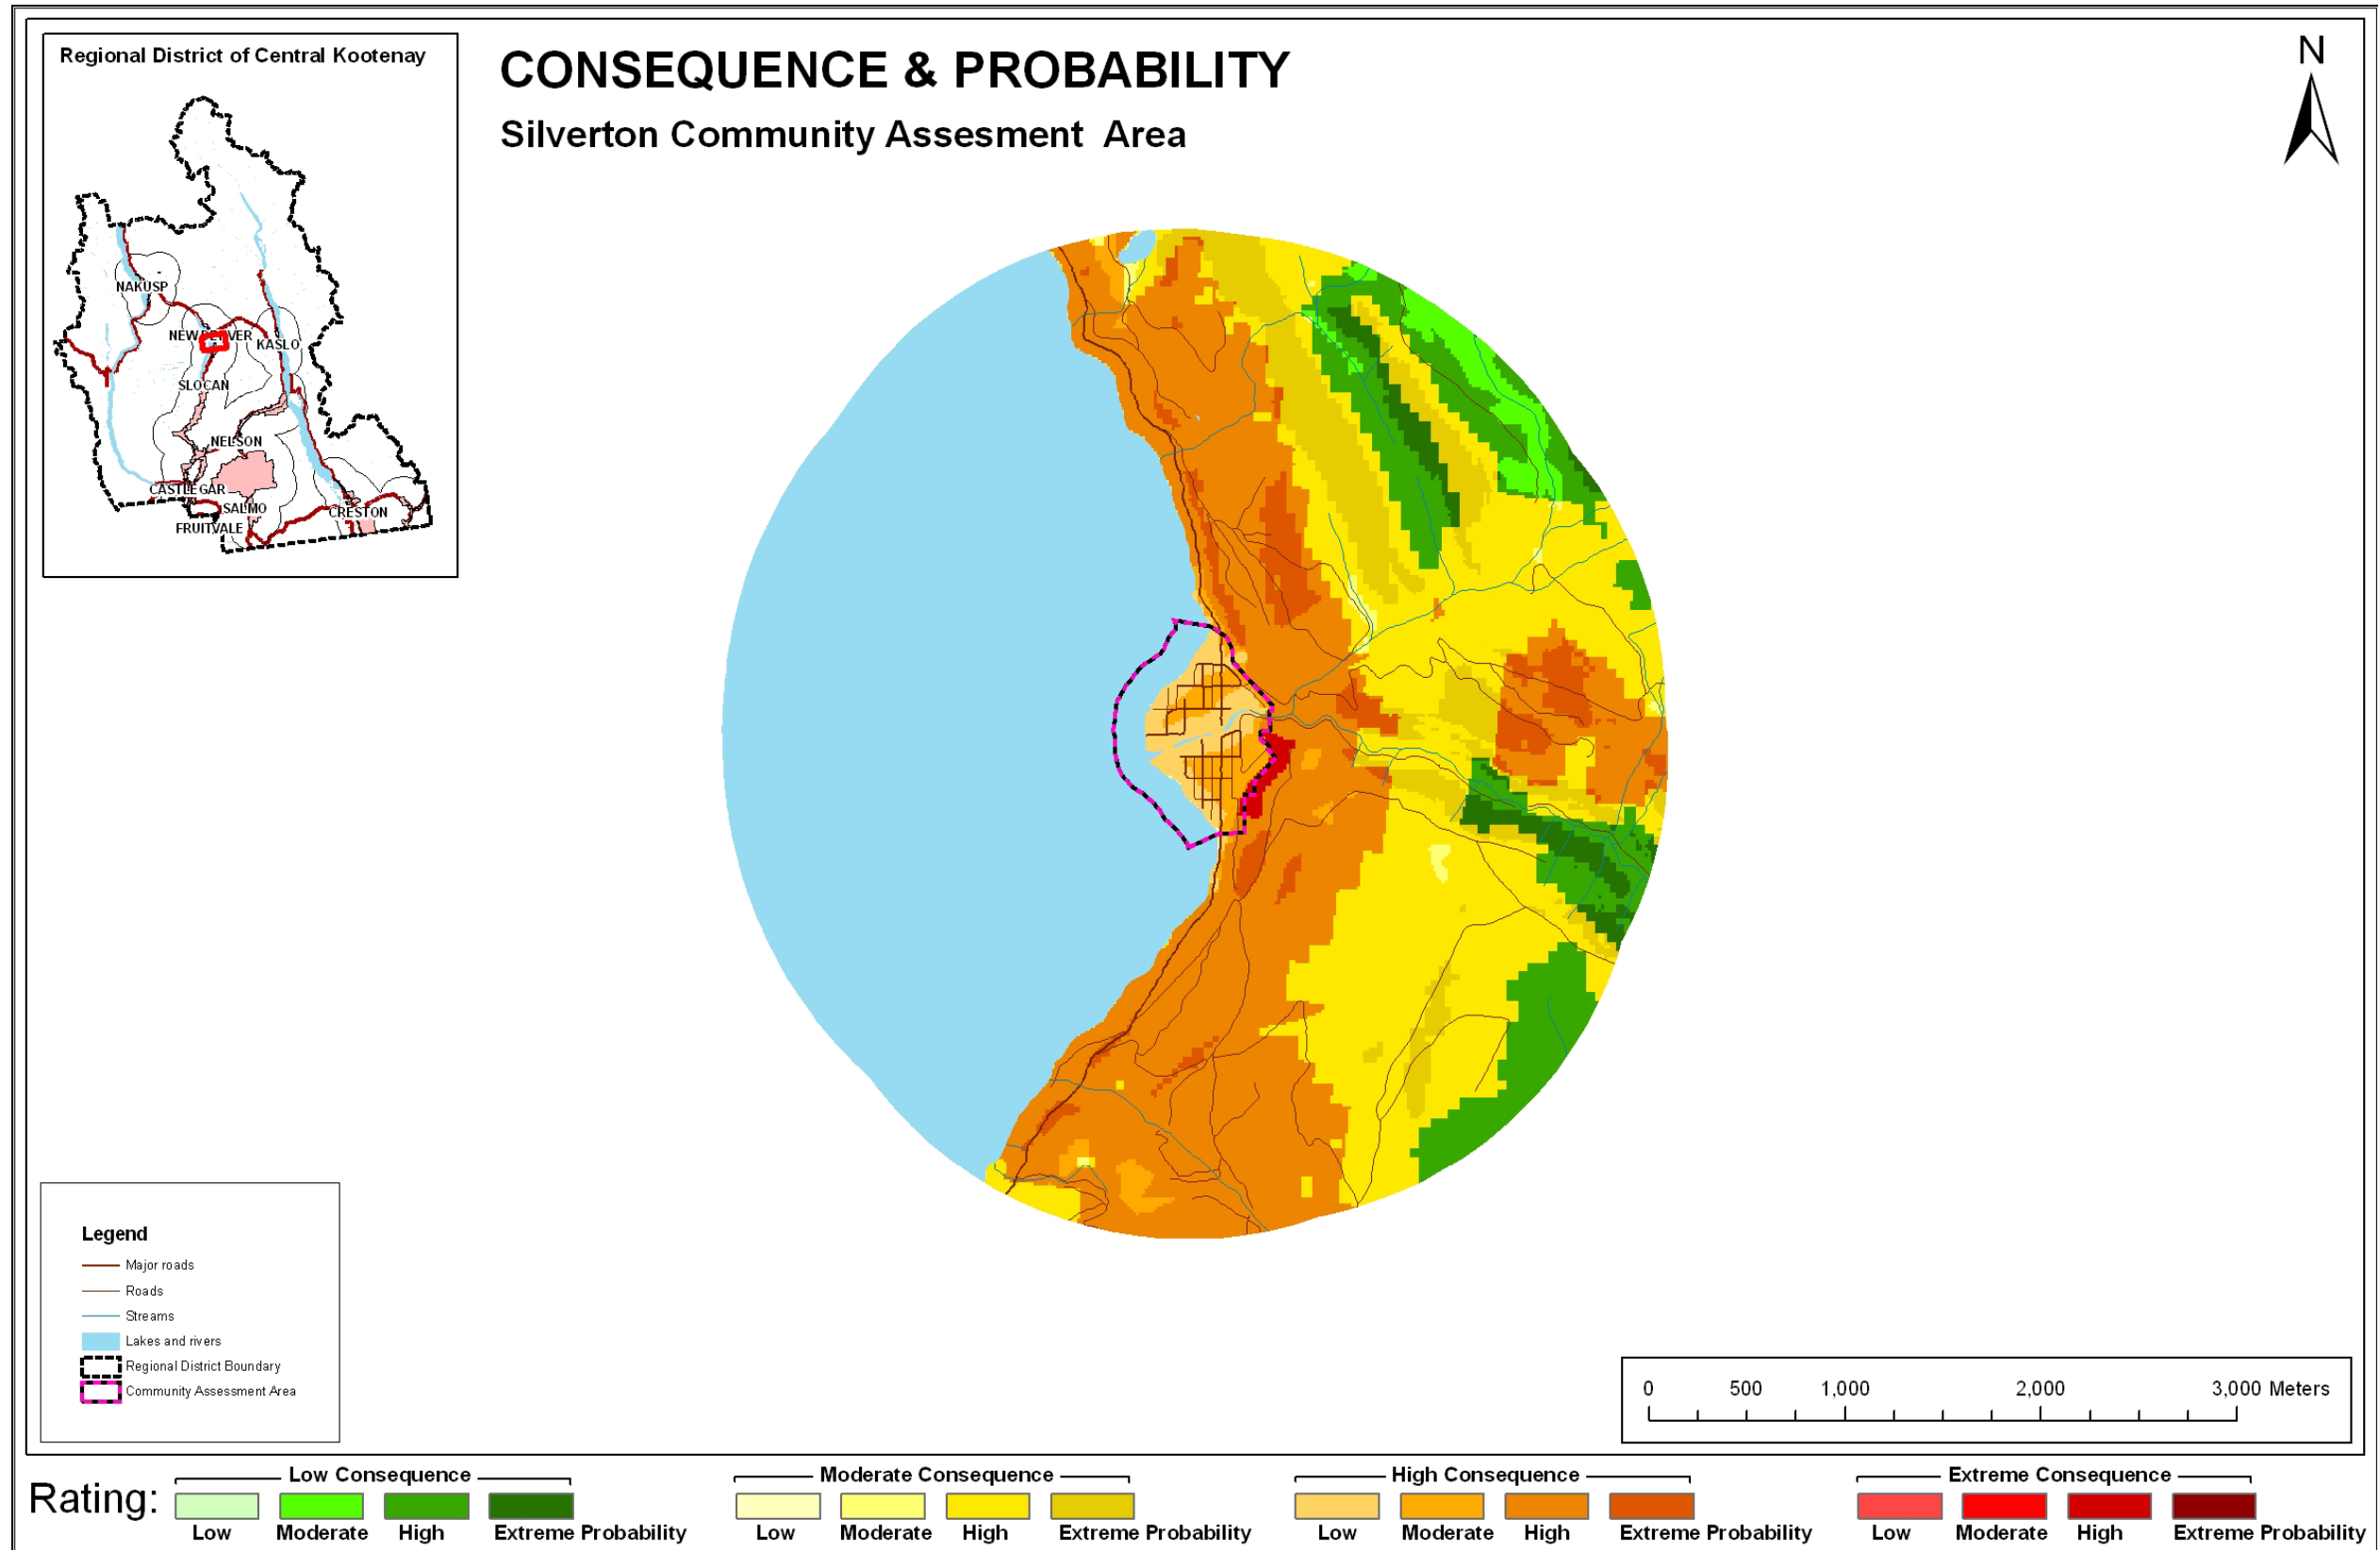 Regional District of Central Kootenay
CONSEQUENCE & PROBABILITY
Silverton Community Assesment Area
N
NAKUSP
KASLO
SLOCAN
NELSON
CASTLEGAR
SALMO
FRUITVALE
CRESTON
Legend
Major roads
Roads
Streams
Lakes and rivers
Regional District Boundary
Community Assessment Area
0 500 1,000 2,000 3,000 Meters
Rating:
Low Consequence
Low Moderate High Extreme Probability
Moderate Consequence
Low Moderate High Extreme Probability
High Consequence
Low Moderate High Extreme Probability
Extreme Consequence
Low Moderate High Extreme Probability